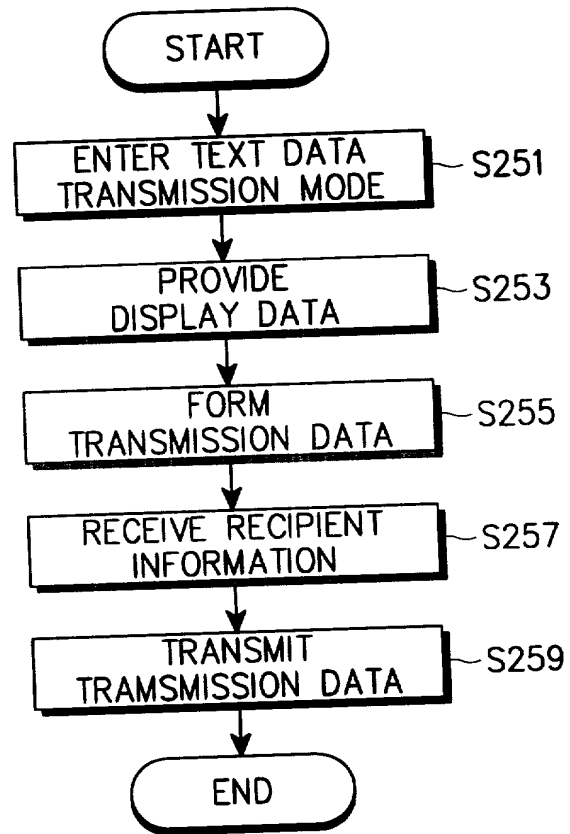 START
ENTER TEXT DATA
TRANSMISSION MODE
S251
PROVIDE
DISPLAY DATA
S253
FORM
TRANSMISSION DATA
S255
RECEIVE RECIPIENT
INFORMATION
S257
TRANSMIT
TRAMSMISSION DATA
S259
END